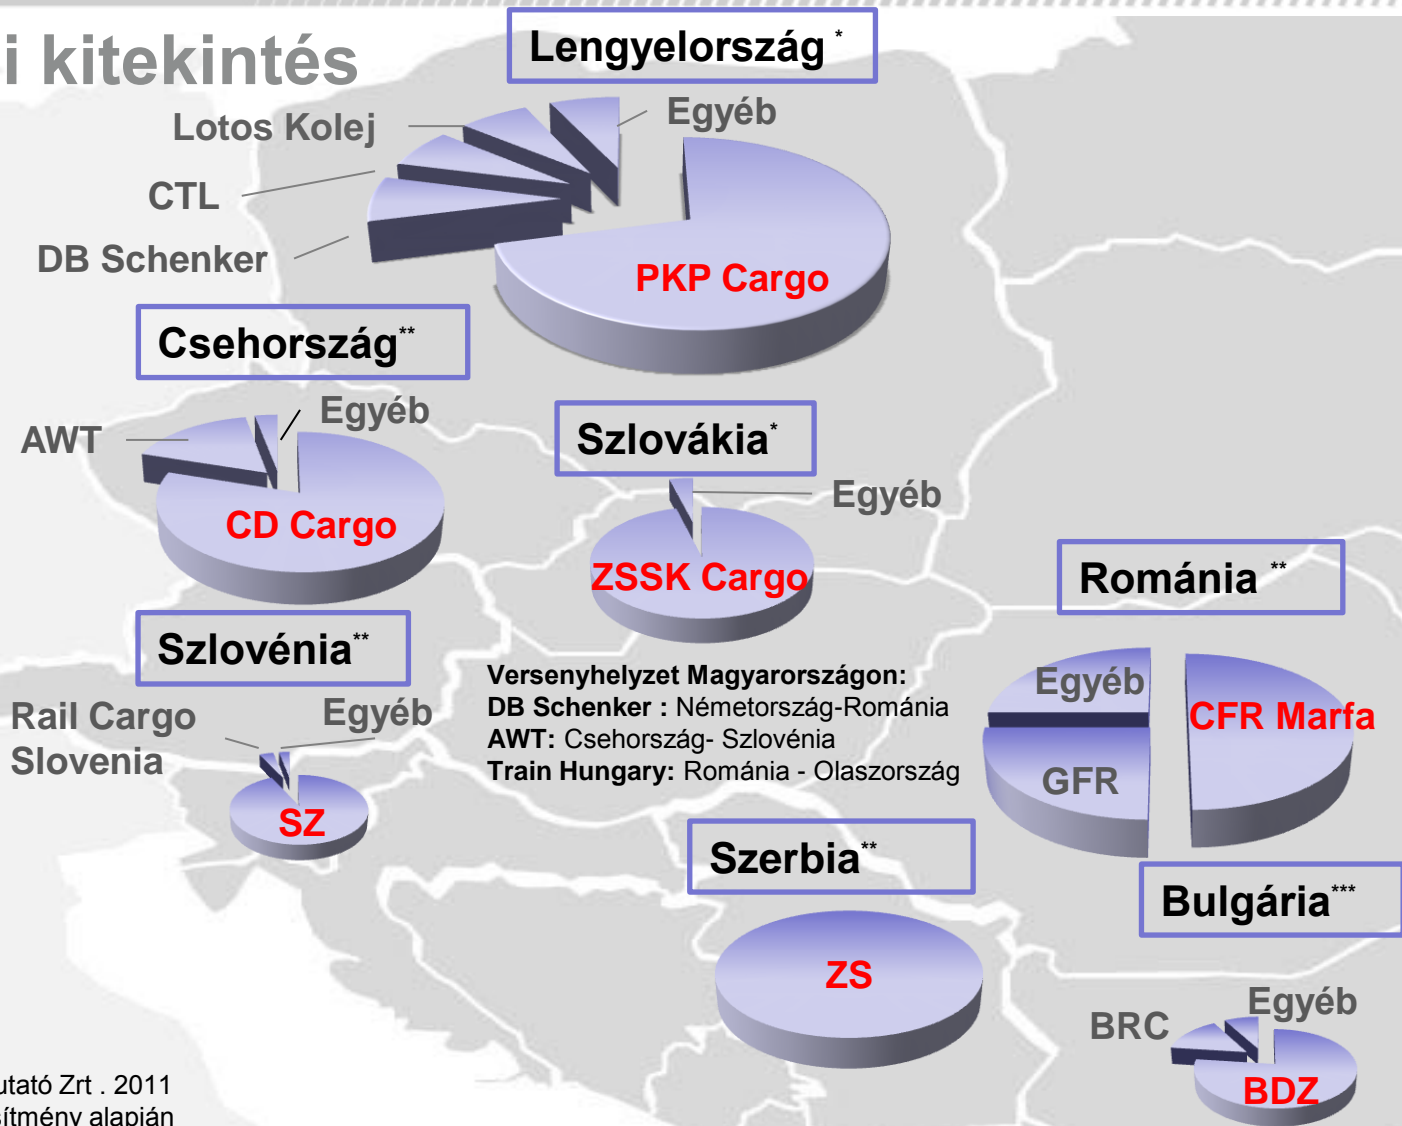 i kitekintés
Lengyelország *
Lotos Kolej
Egyéb
CTL
DB Schenker
PKP Cargo
Csehország**
Egyéb
AWT
CD Cargo
Szlovákia*
Egyéb
ZSSK Cargo
Románia **
Egyéb
CFR Marfa
GFR
Szlovénia**
Rail Cargo
Slovenia
Egyéb
SZ
Versenyhelyzet Magyarországon:
DB Schenker : Németország-Románia
AWT: Csehország- Szlovénia
Train Hungary: Románia - Olaszország
Szerbia**
ZS
Bulgária***
BRC
Egyéb
BDZ
utató Zrt . 2011
sítmény alapján